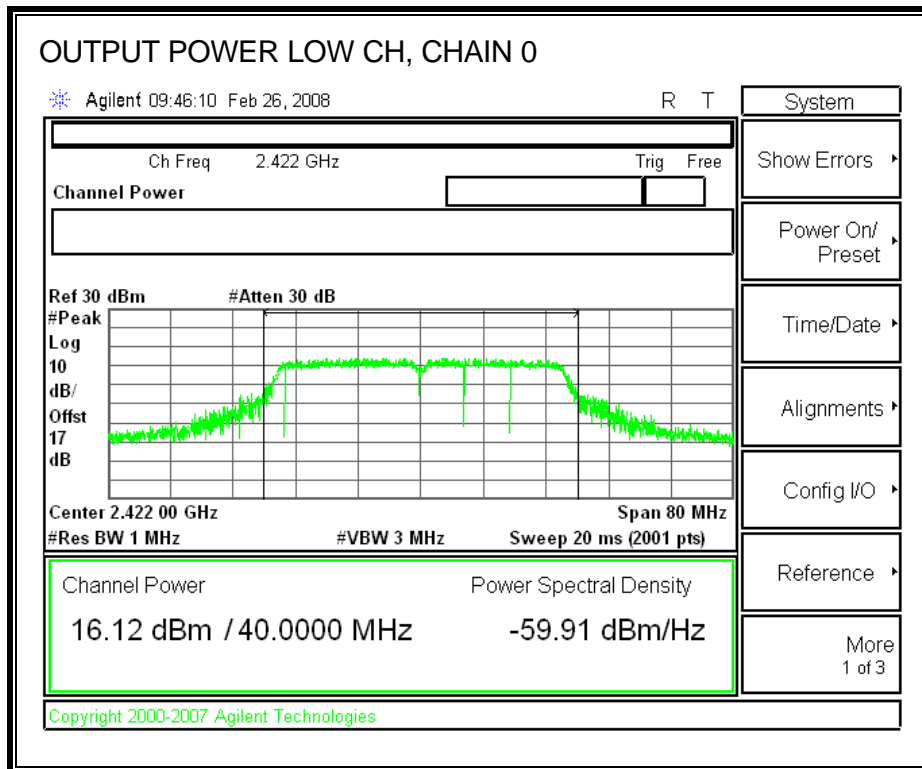 OUTPUT POWER LOW CH, CHAIN 0
Agilent 09:46:10 Feb 26, 2008 R T
System
Ch Freq 2.422 GHz Trig Free
Channel Power
Show Errors
Power On/
Preset
Time/Date
Alignments
Config I/O
Reference
More
1 of 3
Ref 30 dBm #Atten 30 dB
#Peak
Log
10
dB/
Offst
17
dB
Center 2.422 00 GHz Span 80 MHz
#Res BW 1 MHz #VBW 3 MHz Sweep 20 ms (2001 pts)
Channel Power Power Spectral Density
16.12 dBm / 40.0000 MHz -59.91 dBm/Hz
Copyright 2000-2007 Agilent Technologies